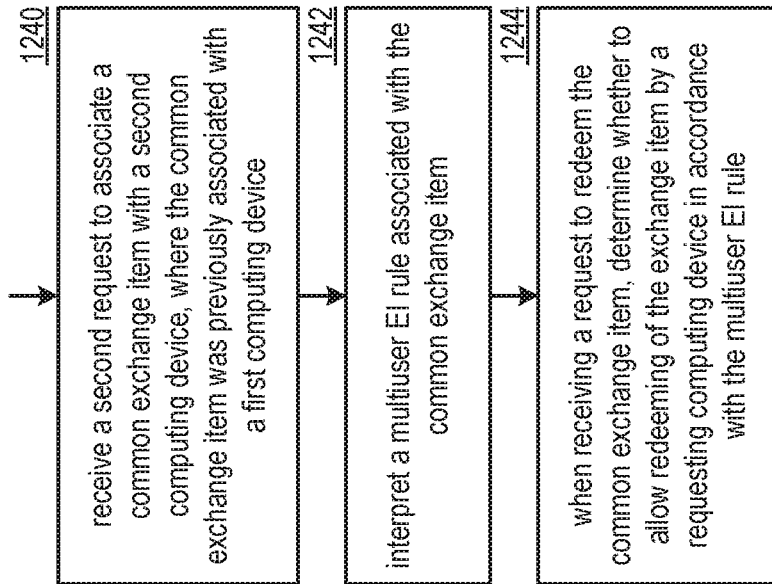 1240
receive a second request to associate a
common exchange item with a second
computing device, where the common
exchange item was previously associated with
a first computing device
1242
interpret a multiuser EI rule associated with the
common exchange item
1244
when receiving a request to redeem the
common exchange item, determine whether to
allow redeeming of the exchange item by a
requesting computing device in accordance
with the multiuser EI rule